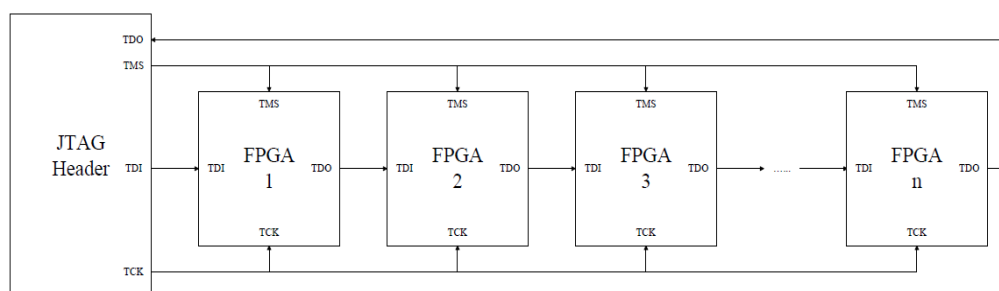 TDO
TMS
TMS
TMS
TMS
TMS
JTAG
Header
TDI
TDI
FPGA
1
TDO
TDI
FPGA
2
TDO
TDI
FPGA
3
TDO
......
TDI
FPGA
n
TDO
TCK
TCK
TCK
TCK
TCK